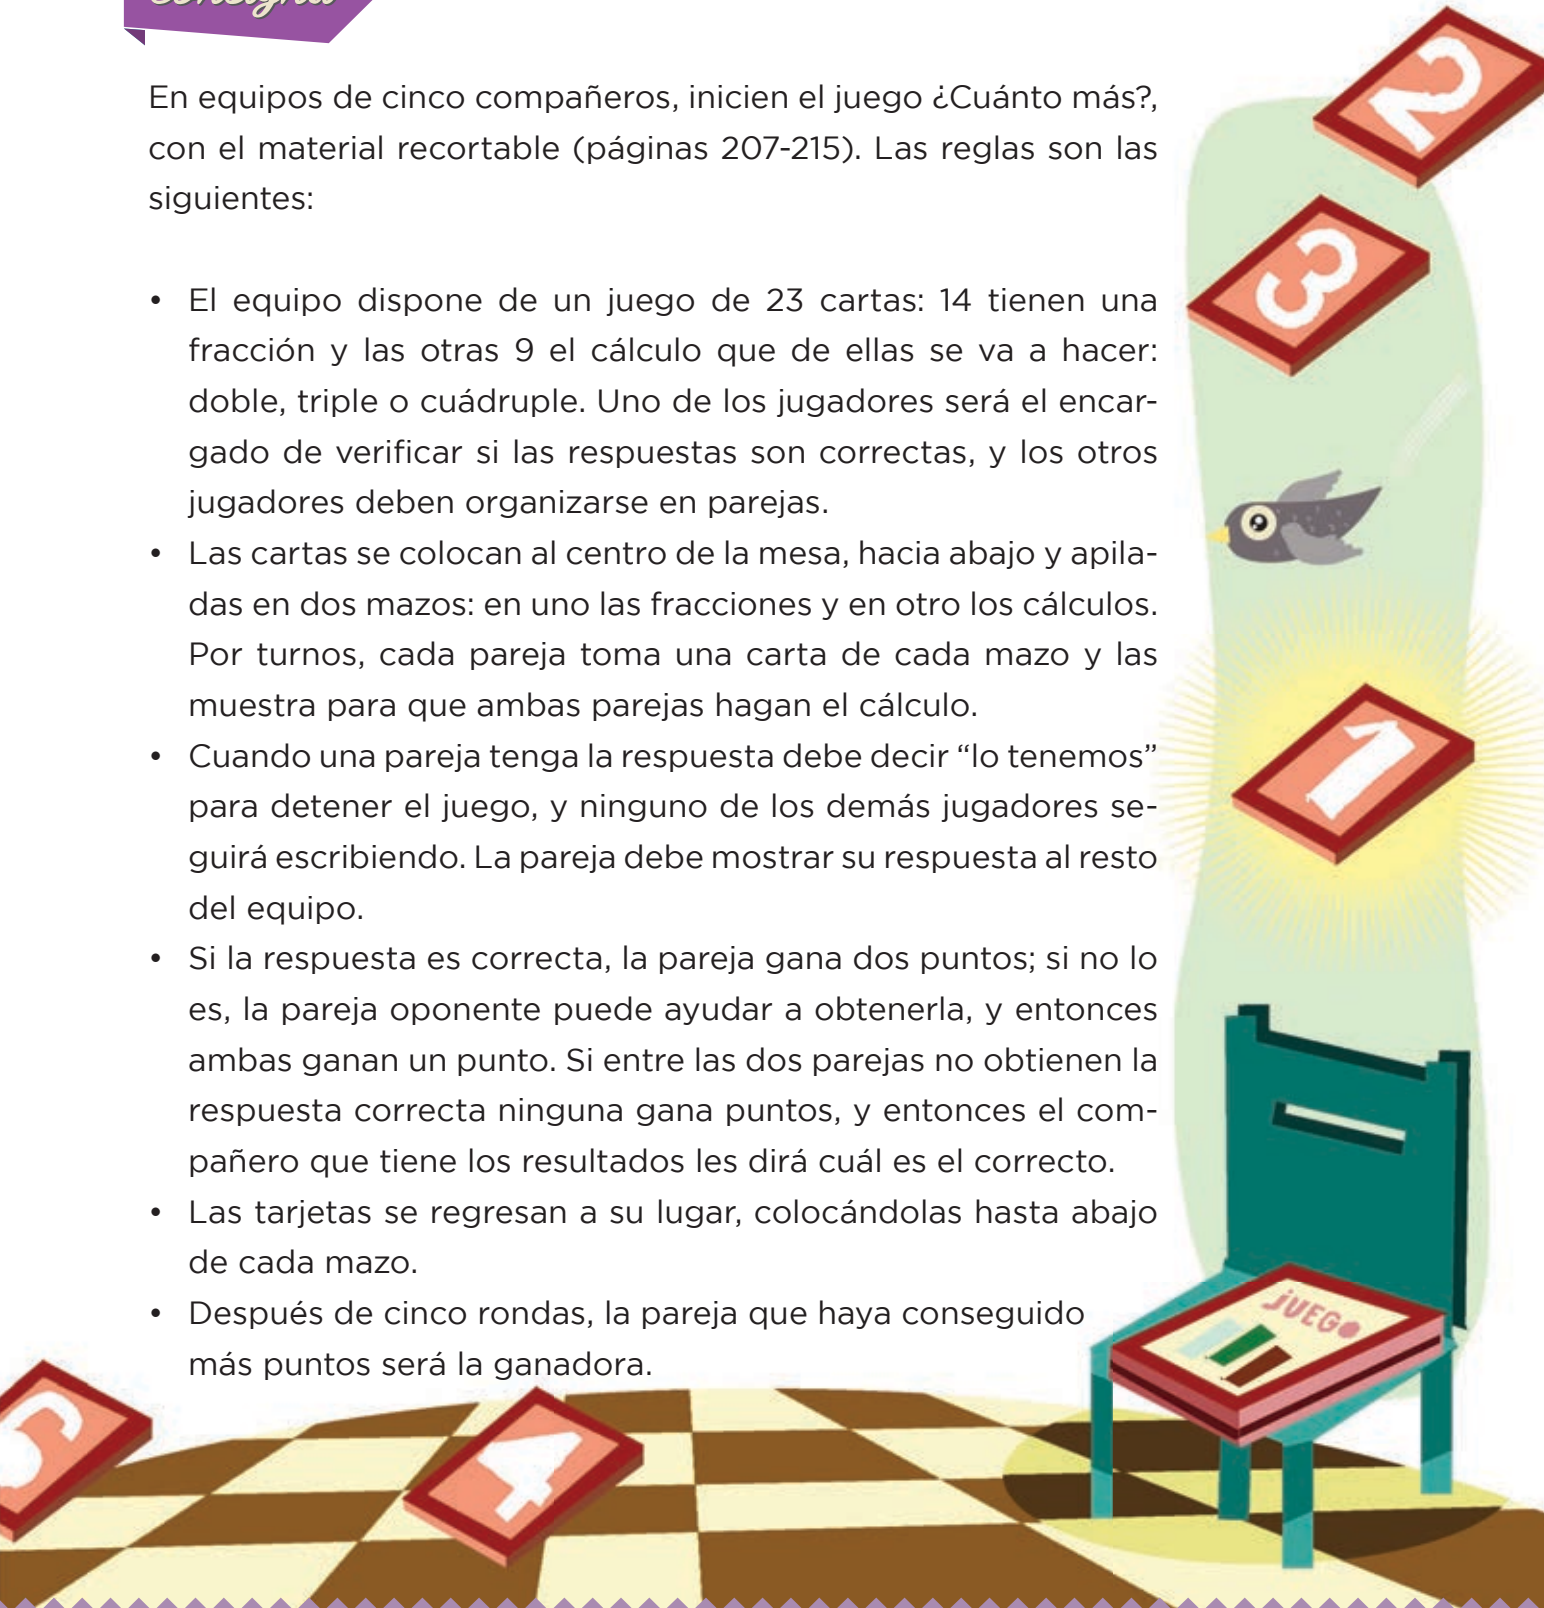 Consigna
En equipos de cinco compañeros, inicien el juego ¿Cuánto más?,
con el material recortable (páginas 207-215). Las reglas son las
siguientes:
• El equipo dispone de un juego de 23 cartas: 14 tienen una
fracción y las otras 9 el cálculo que de ellas se va a hacer:
doble, triple o cuádruple. Uno de los jugadores será el encar-
gado de verificar si las respuestas son correctas, y los otros
jugadores deben organizarse en parejas.
• Las cartas se colocan al centro de la mesa, hacia abajo y apila-
das en dos mazos: en uno las fracciones y en otro los cálculos.
Por turnos, cada pareja toma una carta de cada mazo y las
muestra para que ambas parejas hagan el cálculo.
• Cuando una pareja tenga la respuesta debe decir “lo tenemos”
para detener el juego, y ninguno de los demás jugadores se-
guirá escribiendo. La pareja debe mostrar su respuesta al resto
del equipo.
• Si la respuesta es correcta, la pareja gana dos puntos; si no lo
es, la pareja oponente puede ayudar a obtenerla, y entonces
ambas ganan un punto. Si entre las dos parejas no obtienen la
respuesta correcta ninguna gana puntos, y entonces el com-
pañero que tiene los resultados les dirá cuál es el correcto.
• Las tarjetas se regresan a su lugar, colocándolas hasta abajo
de cada mazo.
• Después de cinco rondas, la pareja que haya conseguido
más puntos será la ganadora.
2
3
1
JUEGO
5
4